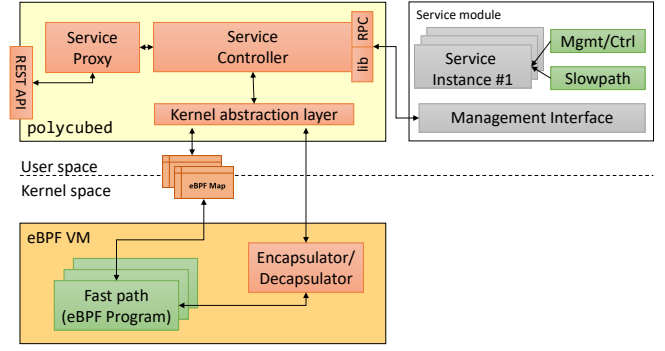 Service module
REST API
Service
Proxy
Service
Controller
RPC
lib
Service
Instance #1
Mgmt/Ctrl
Slowpath
Kernel abstraction layer
Management Interface
polycubed
User space
Kernel space
eBPF Map
eBPF VM
Encapsulator/
Decapsulator
Fast path
(eBPF Program)